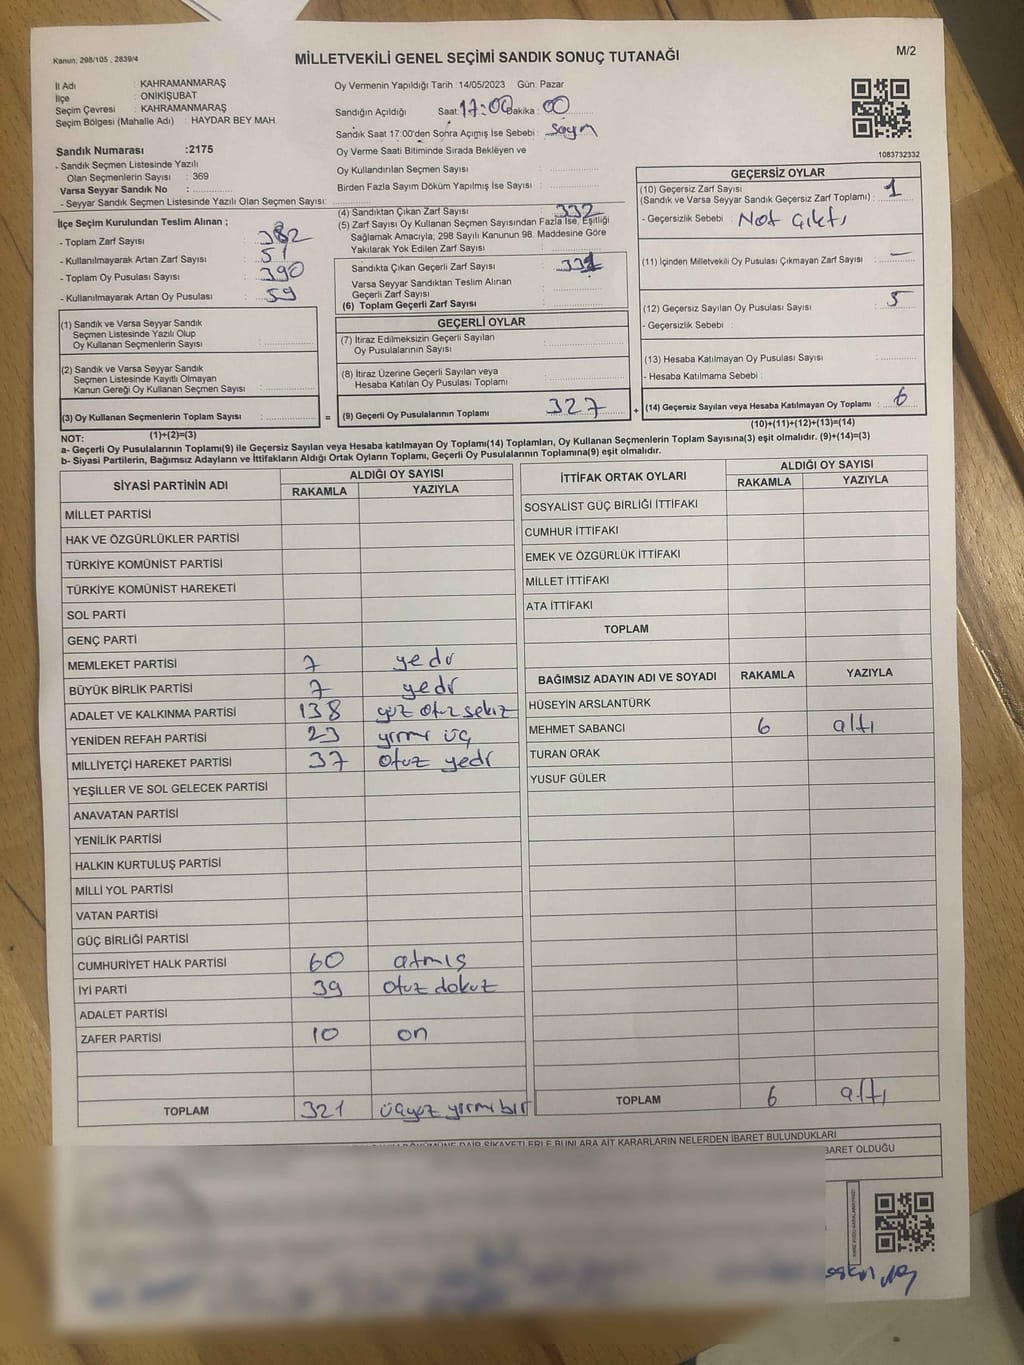 Kanun; 298/105 , 2839/4
MİLLETVEKİLİ GENEL SEÇİMİ SANDIK SONUÇ TUTANAĞI
M/2
İl Adı : KAHRAMANMARAŞ
İlçe : ONİKİŞUBAT
Seçim Çevresi : KAHRAMANMARAŞ
Seçim Bölgesi (Mahalle Adı) : HAYDAR BEY MAH.
Sandık Numarası :2175
- Sandık Seçmen Listesinde Yazılı
Olan Seçmenlerin Sayısı : 369
Varsa Seyyar Sandık No :
- Seyyar Sandık Seçmen Listesinde Yazılı Olan Seçmen Sayısı:
Oy Vermenin Yapıldığı Tarih :14/05/2023 Gün: Pazar
Sandığın Açıldığı Saat:17:00 Dakika: 00
Sandık Saat 17:00'den Sonra Açımış İse Sebebi : sayım
Oy Verme Saati Bitiminde Sırada Bekleyen ve
Oy Kullandırılan Seçmen Sayısı :
Birden Fazla Sayım Döküm Yapılmış İse Sayısı :
1083732332
İlçe Seçim Kurulundan Teslim Alınan ;
- Toplam Zarf Sayısı : 382
- Kullanılmayarak Artan Zarf Sayısı : 51
- Toplam Oy Pusulası Sayısı : 390
- Kullanılmayarak Artan Oy Pusulası : 59
(4) Sandıktan Çıkan Zarf Sayısı : 332
(5) Zarf Sayısı Oy Kullanan Seçmen Sayısından Fazla İse, Eşitliği
Sağlamak Amacıyla; 298 Sayılı Kanunun 98. Maddesine Göre
Yakılarak Yok Edilen Zarf Sayısı :
Sandıkta Çıkan Geçerli Zarf Sayısı : 331
Varsa Seyyar Sandıktan Teslim Alınan
Geçerli Zarf Sayısı :
(6) Toplam Geçerli Zarf Sayısı :
GEÇERSİZ OYLAR
(10) Geçersiz Zarf Sayısı
(Sandık ve Varsa Seyyar Sandık Geçersiz Zarf Toplamı) : 1
- Geçersizlik Sebebi : Not Çıktı
(11) İçinden Milletvekili Oy Pusulası Çıkmayan Zarf Sayısı : —
(12) Geçersiz Sayılan Oy Pusulası Sayısı : 5
- Geçersizlik Sebebi :
(13) Hesaba Katılmayan Oy Pusulası Sayısı :
- Hesaba Katılmama Sebebi :
(14) Geçersiz Sayılan veya Hesaba Katılmayan Oy Toplamı : 6
(10)+(11)+(12)+(13)=(14)
(1) Sandık ve Varsa Seyyar Sandık
Seçmen Listesinde Yazılı Olup
Oy Kullanan Seçmenlerin Sayısı :
(2) Sandık ve Varsa Seyyar Sandık
Seçmen Listesinde Kayıtlı Olmayan
Kanun Gereği Oy Kullanan Seçmen Sayısı :
(3) Oy Kullanan Seçmenlerin Toplam Sayısı :
(1)+(2)=(3)
GEÇERLİ OYLAR
(7) İtiraz Edilmeksizin Geçerli Sayılan
Oy Pusulalarının Sayısı :
(8) İtiraz Üzerine Geçerli Sayılan veya
Hesaba Katılan Oy Pusulası Toplamı :
= (9) Geçerli Oy Pusulalarının Toplamı : 327 +
NOT:
a- Geçerli Oy Pusulalarının Toplamı(9) ile Geçersiz Sayılan veya Hesaba katılmayan Oy Toplamı(14) Toplamları, Oy Kullanan Seçmenlerin Toplam Sayısına(3) eşit olmalıdır. (9)+(14)=(3)
b- Siyasi Partilerin, Bağımsız Adayların ve İttifakların Aldığı Ortak Oyların Toplamı, Geçerli Oy Pusulalarının Toplamına(9) eşit olmalıdır.
SİYASİ PARTİNİN ADI
ALDIĞI OY SAYISI
RAKAMLA YAZIYLA
MİLLET PARTİSİ
HAK VE ÖZGÜRLÜKLER PARTİSİ
TÜRKİYE KOMÜNİST PARTİSİ
TÜRKİYE KOMÜNİST HAREKETİ
SOL PARTİ
GENÇ PARTİ
MEMLEKET PARTİSİ 7 yedi
BÜYÜK BİRLİK PARTİSİ 7 yedi
ADALET VE KALKINMA PARTİSİ 138 yüz otuz sekiz
YENİDEN REFAH PARTİSİ 23 yirmi üç
MİLLİYETÇİ HAREKET PARTİSİ 37 otuz yedi
YEŞİLLER VE SOL GELECEK PARTİSİ
ANAVATAN PARTİSİ
YENİLİK PARTİSİ
HALKIN KURTULUŞ PARTİSİ
MİLLİ YOL PARTİSİ
VATAN PARTİSİ
GÜÇ BİRLİĞİ PARTİSİ
CUMHURİYET HALK PARTİSİ 60 atmış
İYİ PARTİ 39 otuz dokuz
ADALET PARTİSİ
ZAFER PARTİSİ 10 on
TOPLAM 321 üçyüz yirmi bir
İTTİFAK ORTAK OYLARI
ALDIĞI OY SAYISI
RAKAMLA YAZIYLA
SOSYALİST GÜÇ BİRLİĞİ İTTİFAKI
CUMHUR İTTİFAKI
EMEK VE ÖZGÜRLÜK İTTİFAKI
MİLLET İTTİFAKI
ATA İTTİFAKI
TOPLAM
BAĞIMSIZ ADAYIN ADI VE SOYADI RAKAMLA YAZIYLA
HÜSEYİN ARSLANTÜRK
MEHMET SABANCI 6 altı
TURAN ORAK
YUSUF GÜLER
TOPLAM 6 altı
DÖKÜMÜNE DAİR ŞİKAYETLERLE BUNLARA AİT KARARLARIN NELERDEN İBARET BULUNDUKLARI
BARET OLDUĞU